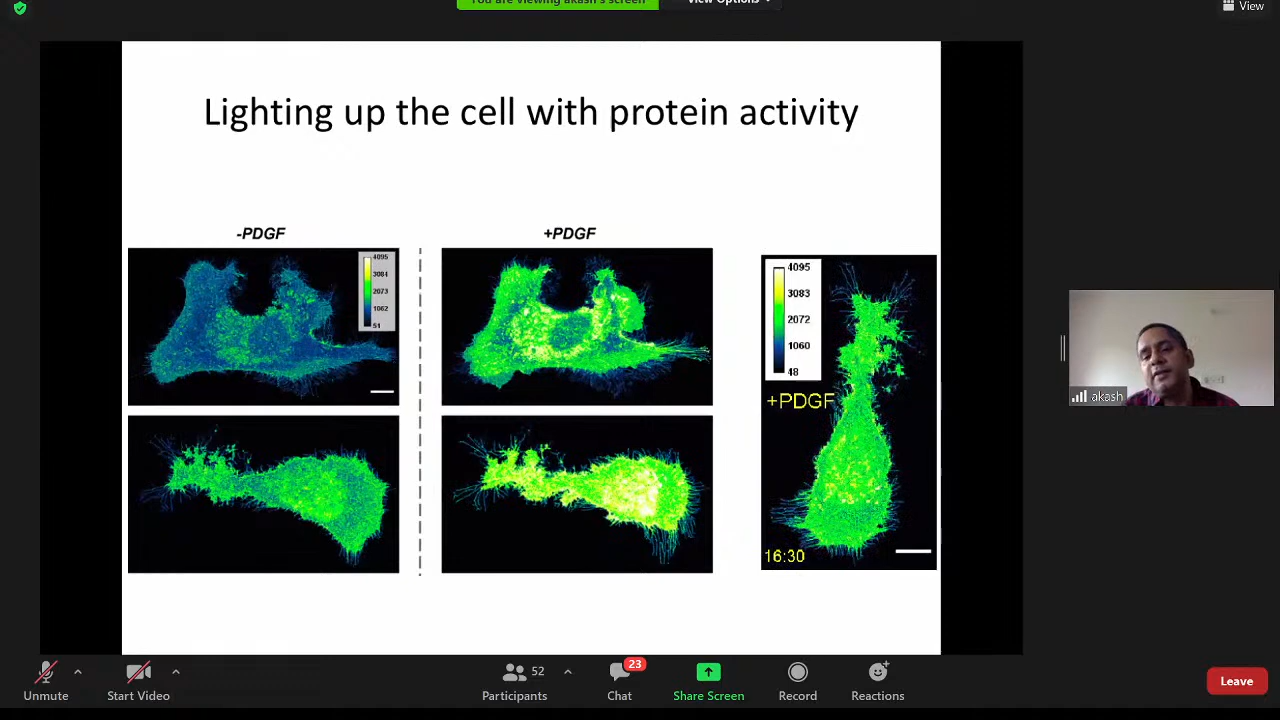 You are viewing akash's screen
View Options
View
Lighting up the cell with protein activity
-PDGF
+PDGF
4095
3084
2073
1062
51
4095
3083
2072
1060
48
+PDGF
16:30
akash
Unmute
Start Video
52
Participants
23
Chat
Share Screen
Record
Reactions
Leave